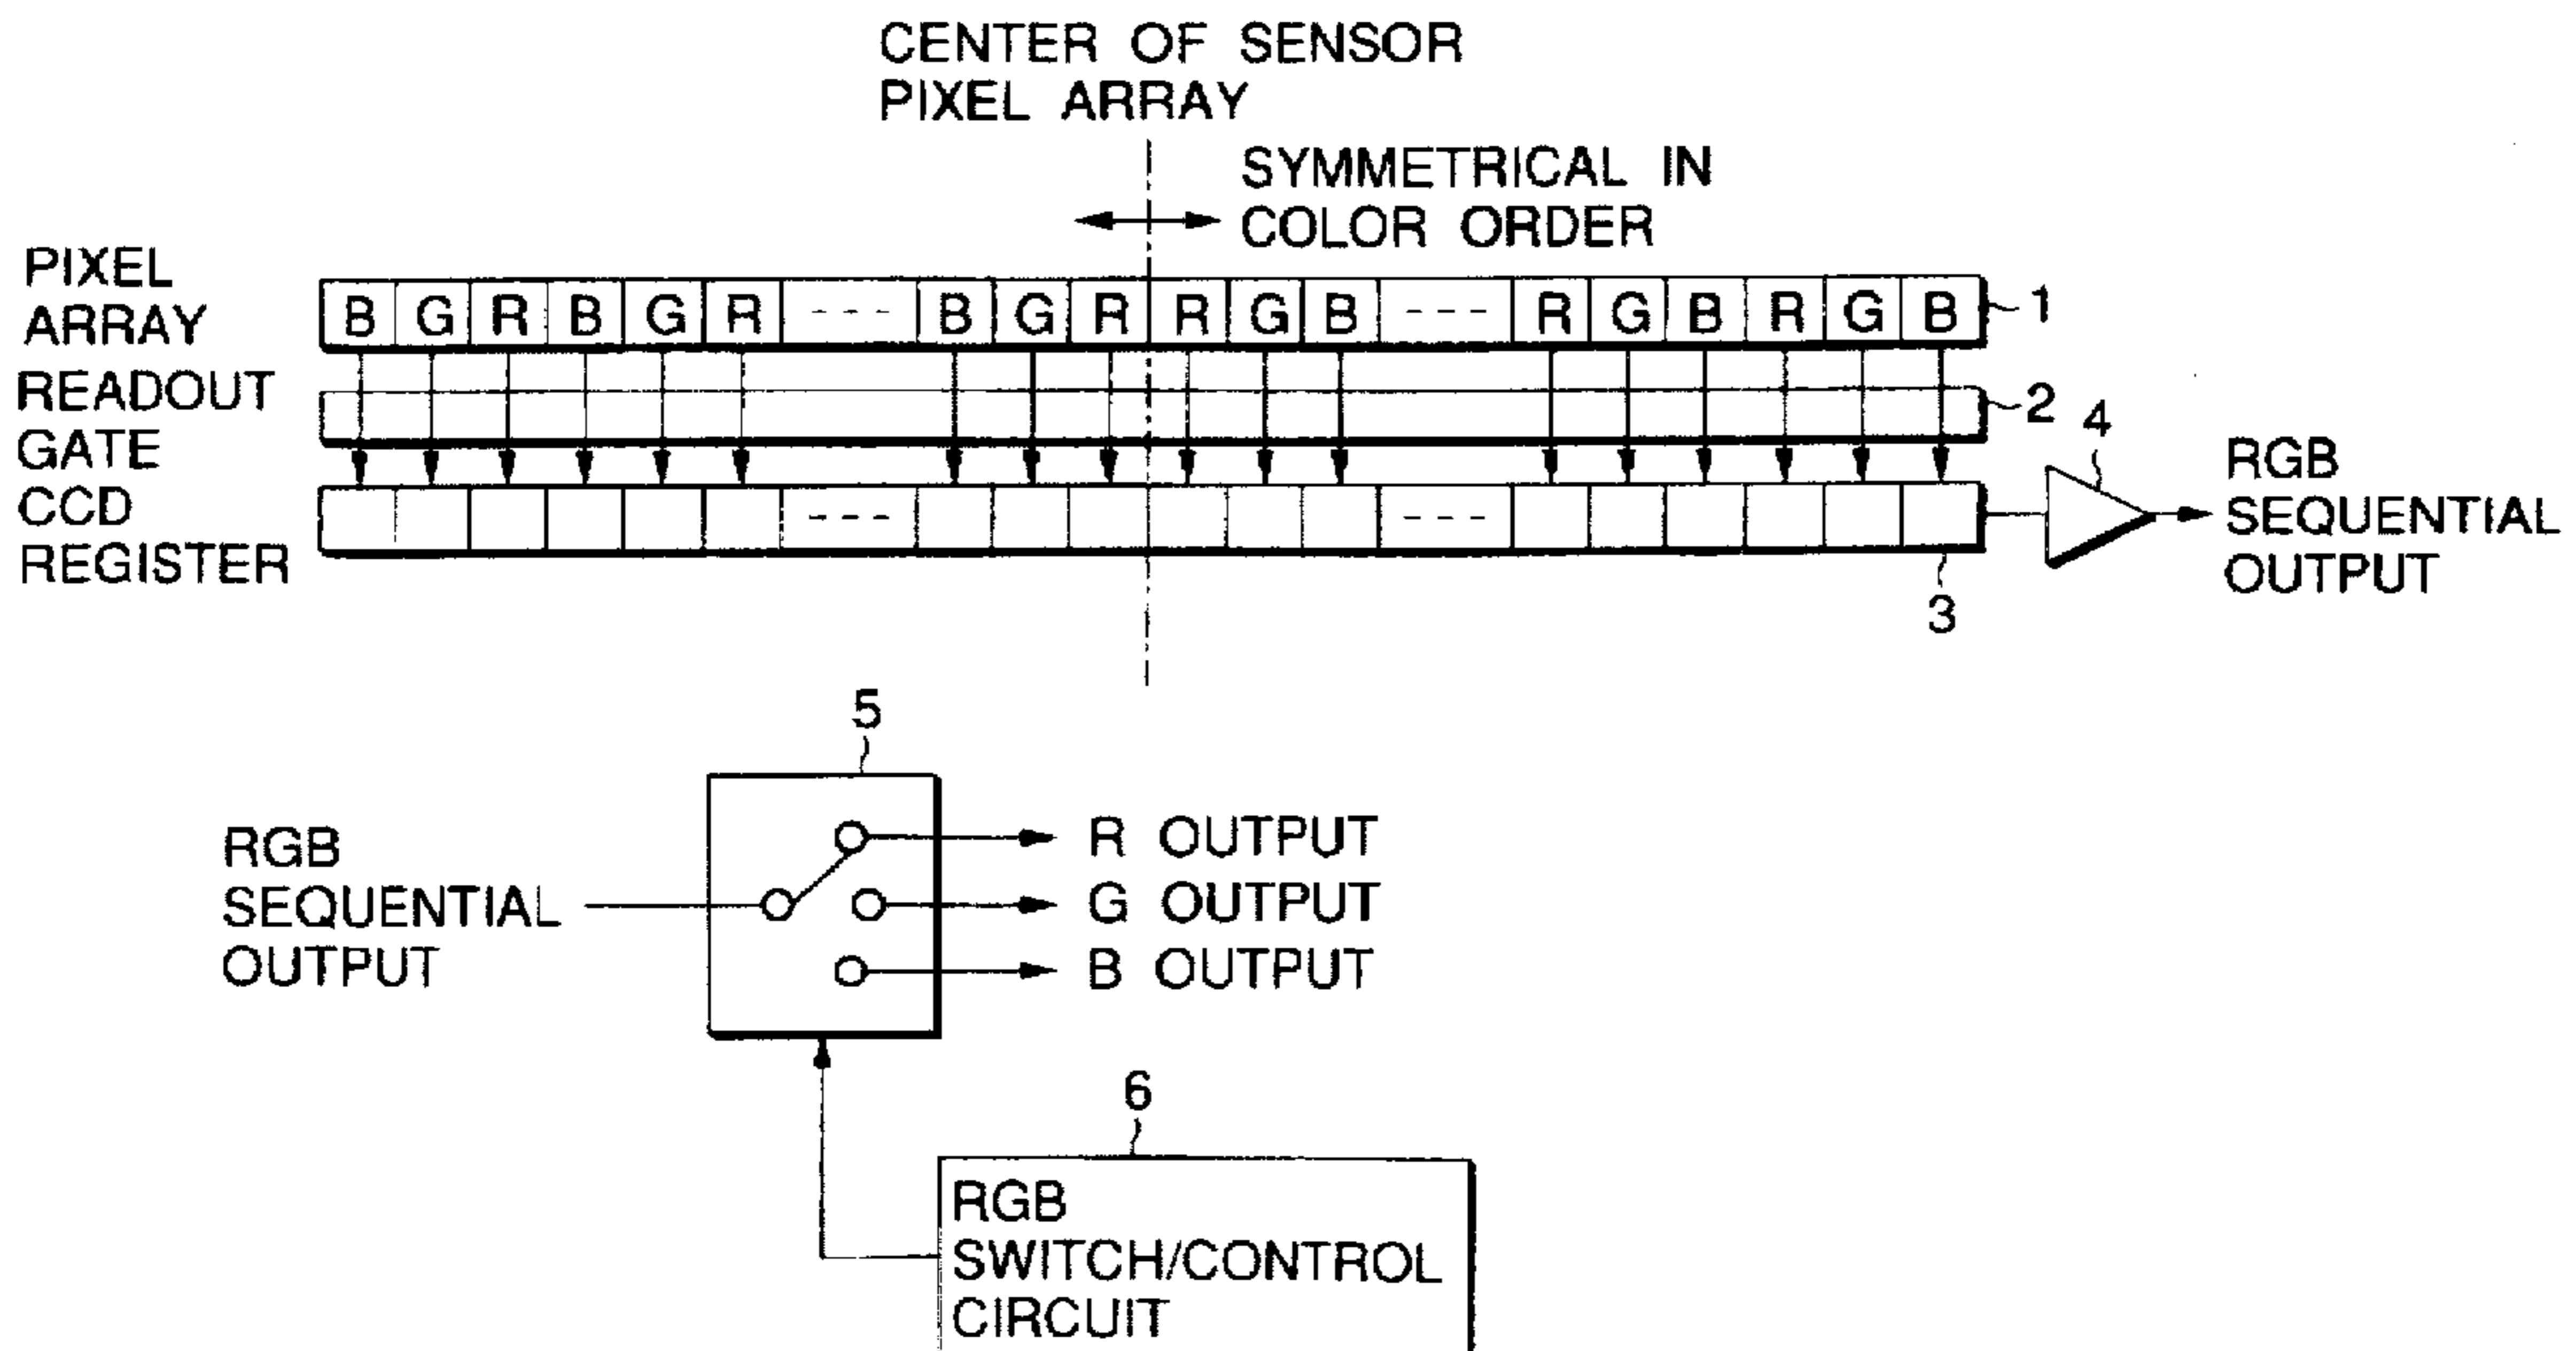 CENTER OF SENSOR
PIXEL ARRAY
SYMMETRICAL IN
COLOR ORDER
PIXEL
ARRAY
B G R B G R --- B G R R G B --- R G B R G B
1
READOUT
GATE
2
4
CCD
REGISTER
--- ---
3
RGB
SEQUENTIAL
OUTPUT
5
RGB
SEQUENTIAL
OUTPUT
R OUTPUT
G OUTPUT
B OUTPUT
6
RGB
SWITCH/CONTROL
CIRCUIT